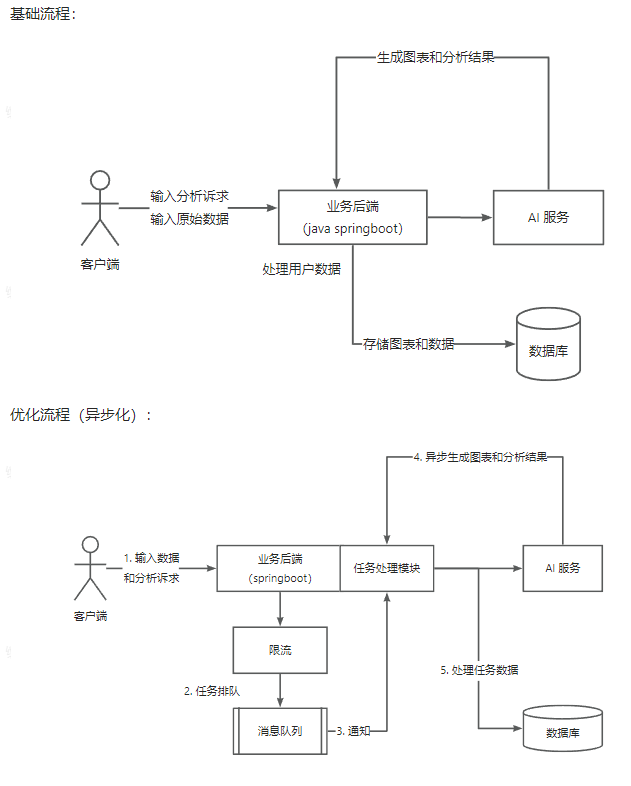 基础流程：
生成图表和分析结果
输入分析诉求
输入原始数据
业务后端
（java springboot）
AI 服务
客户端
处理用户数据
存储图表和数据
数据库
优化流程（异步化）：
4. 异步生成图表和分析结果
1. 输入数据
和分析诉求
业务后端
（springboot）
任务处理模块
AI 服务
客户端
限流
5. 处理任务数据
2. 任务排队
消息队列
3. 通知
数据库